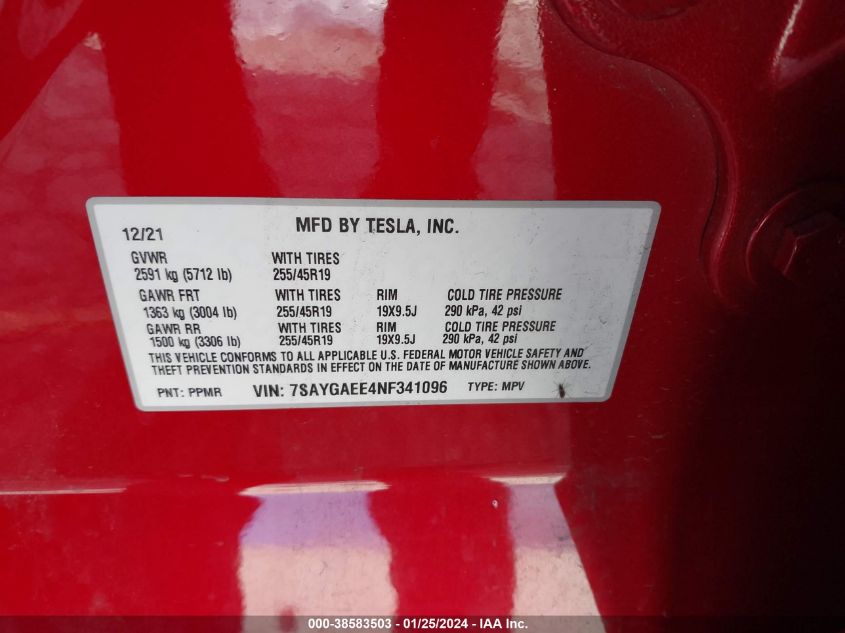 12/21 MFD BY TESLA, INC.
GVWR WITH TIRES
2591 kg (5712 lb) 255/45R19
GAWR FRT WITH TIRES RIM COLD TIRE PRESSURE
1363 kg (3004 lb) 255/45R19 19X9.5J 290 kPa, 42 psi
GAWR RR WITH TIRES RIM COLD TIRE PRESSURE
1500 kg (3306 lb) 255/45R19 19X9.5J 290 kPa, 42 psi
THIS VEHICLE CONFORMS TO ALL APPLICABLE U.S. FEDERAL MOTOR VEHICLE SAFETY AND
THEFT PREVENTION STANDARDS IN EFFECT ON THE DATE OF MANUFACTURE SHOWN ABOVE.
PNT: PPMR VIN: 7SAYGAEE4NF341096 TYPE: MPV
000-38583503 - 01/25/2024 - IAA Inc.